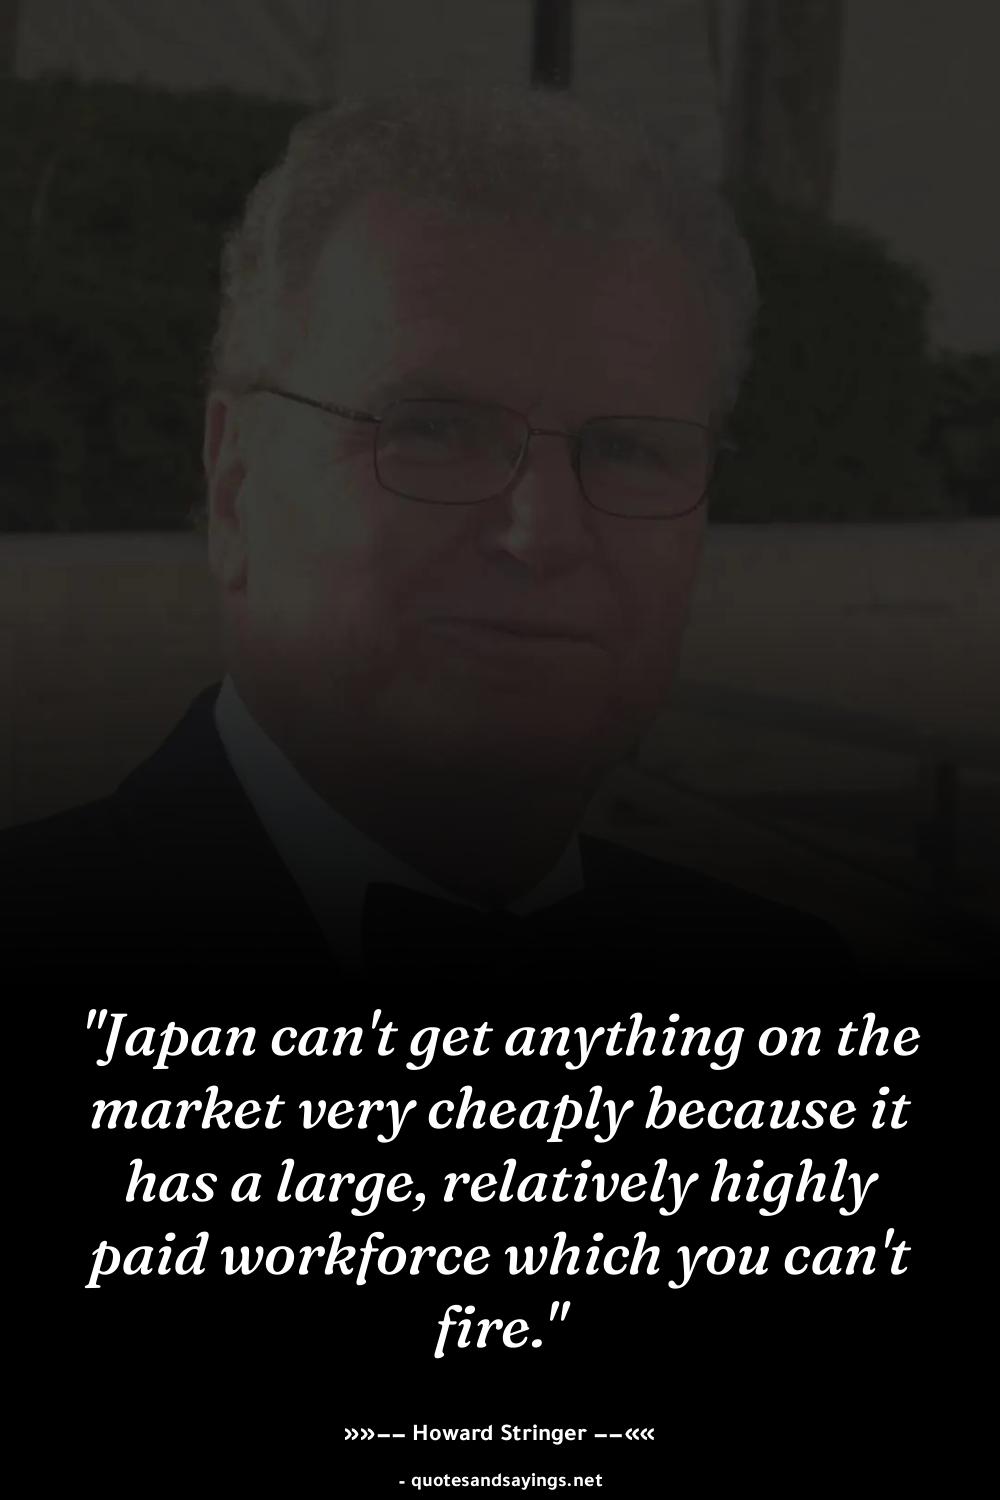 "Japan can't get anything on the
market very cheaply because it
has a large, relatively highly
paid workforce which you can't
fire."
»»–– Howard Stringer ––««
- quotesandsayings.net